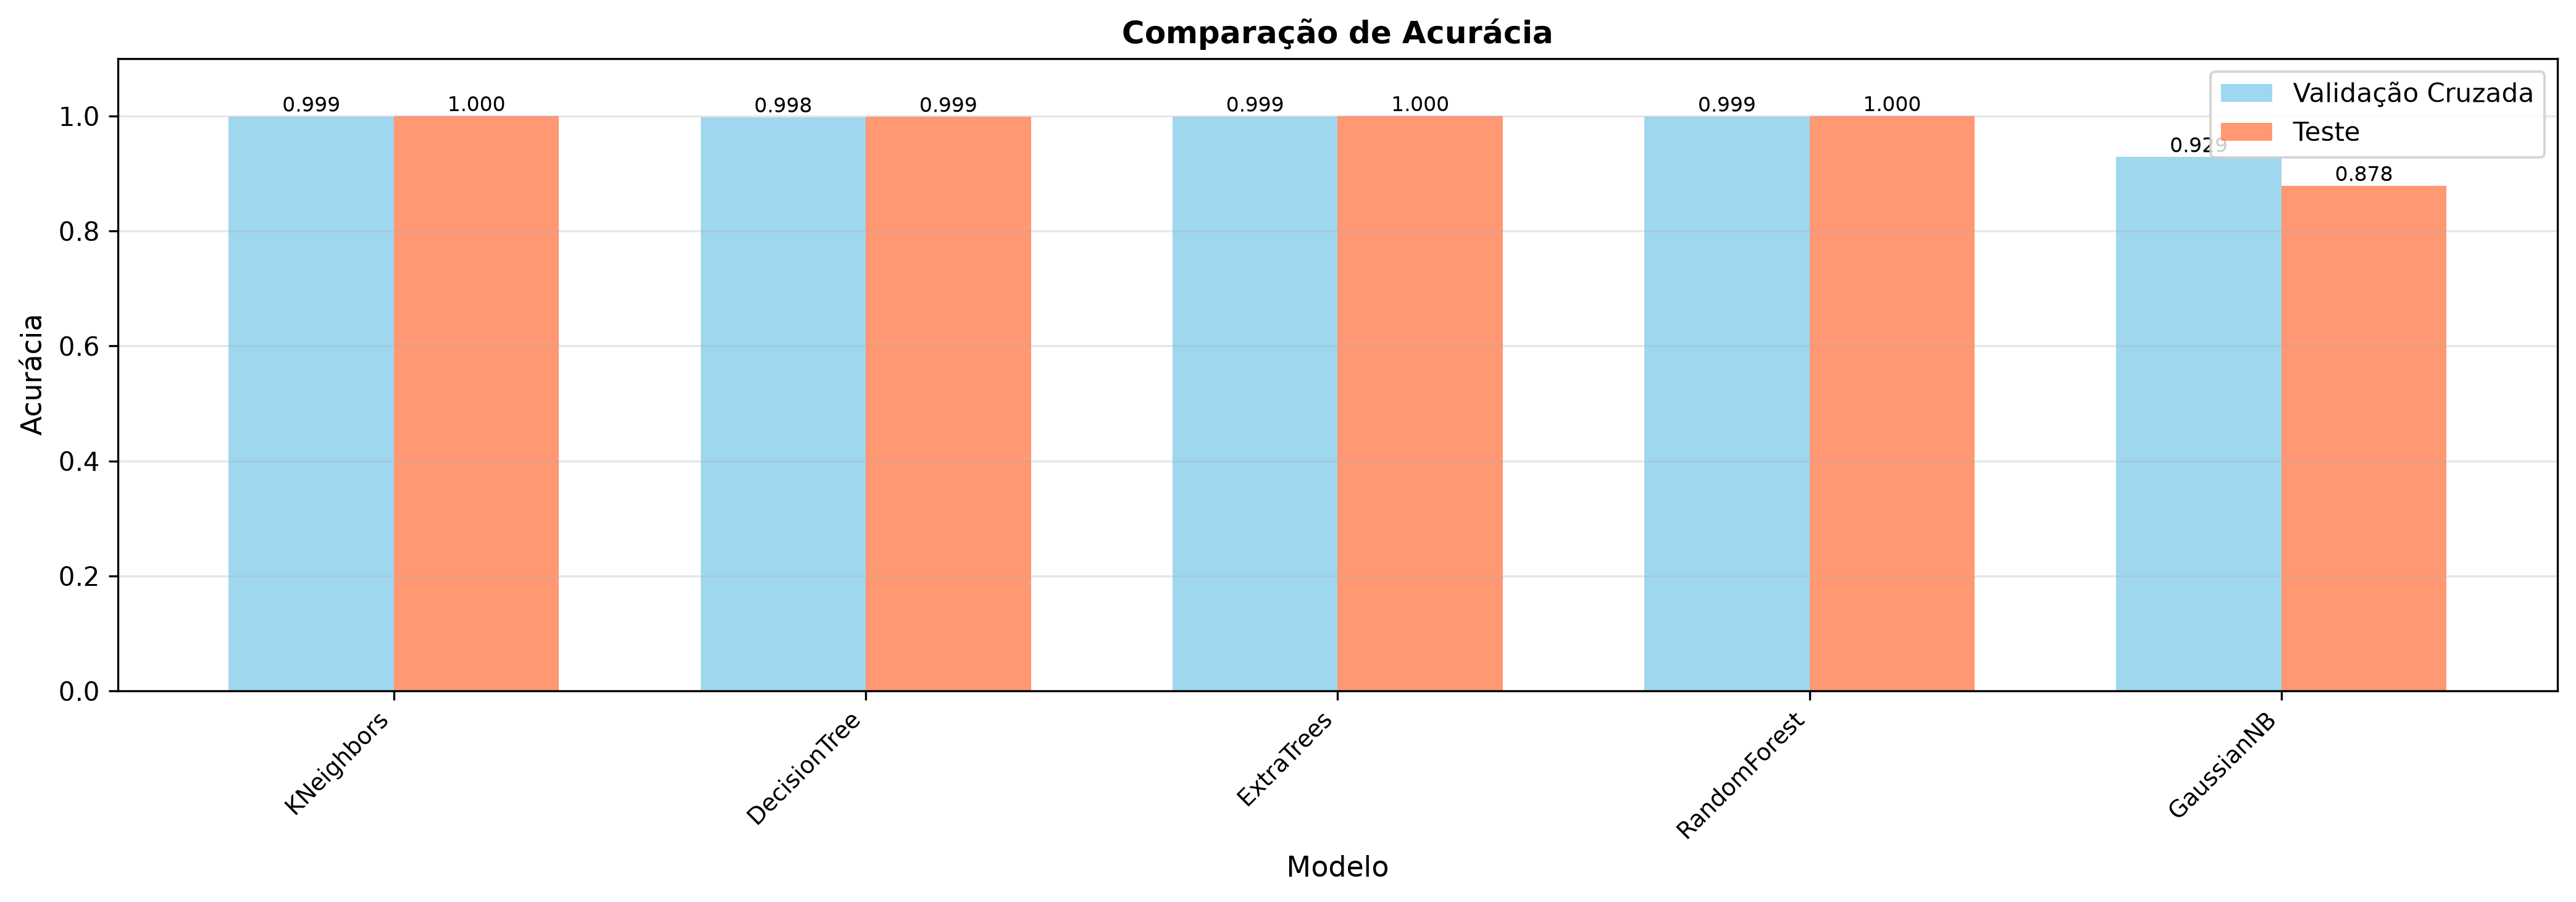 Comparação de Acurácia
Validação Cruzada
Teste
0.999
1.000
0.998
0.999
0.999
1.000
0.999
1.000
0.929
0.878
1.0
0.8
0.6
0.4
0.2
0.0
Acurácia
KNeighbors
DecisionTree
ExtraTrees
RandomForest
GaussianNB
Modelo